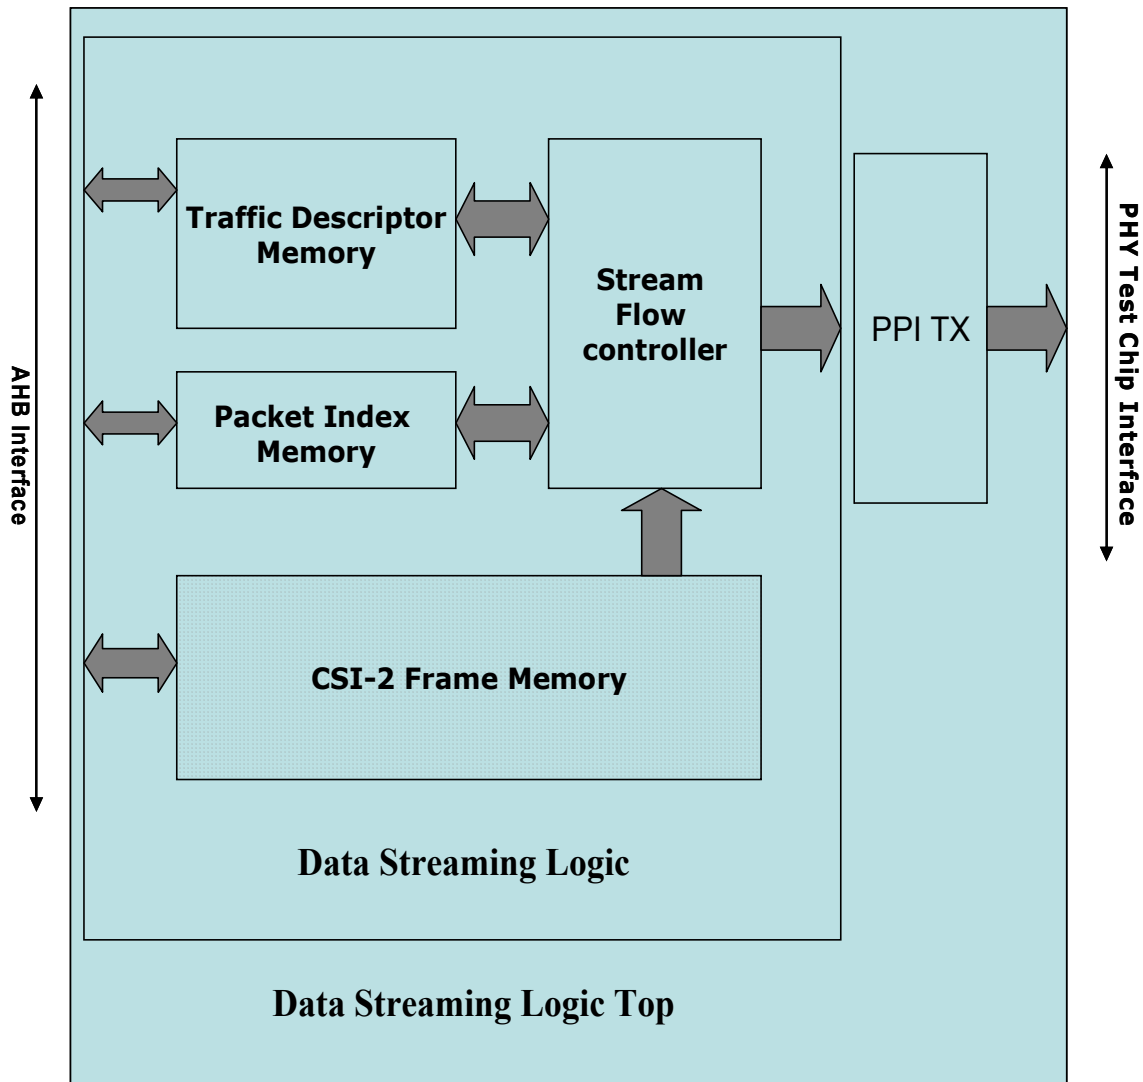 AHB Interface
Traffic Descriptor
Memory
Stream
Flow
controller
PPI TX
PHY Test Chip Interface
Packet Index
Memory
CSI-2 Frame Memory
Data Streaming Logic
Data Streaming Logic Top